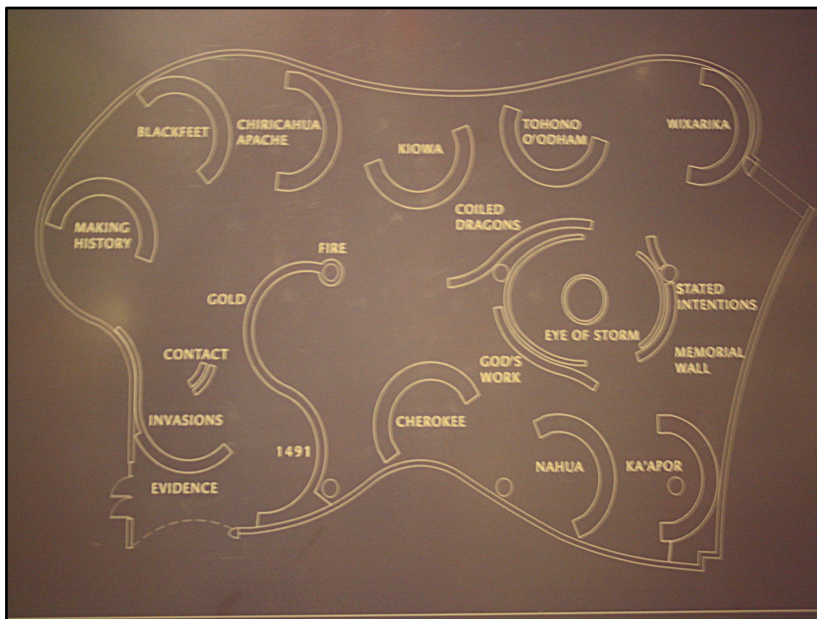 BLACKFEET
CHIRICAHUA
APACHE
KIOWA
TOHONO
O'ODHAM
WIXARIKA
MAKING
HISTORY
COILED
DRAGONS
FIRE
GOLD
STATED
INTENTIONS
EYE OF STORM
CONTACT
GOD'S
WORK
MEMORIAL
WALL
INVASIONS
CHEROKEE
1491
EVIDENCE
NAHUA
KA'APOR